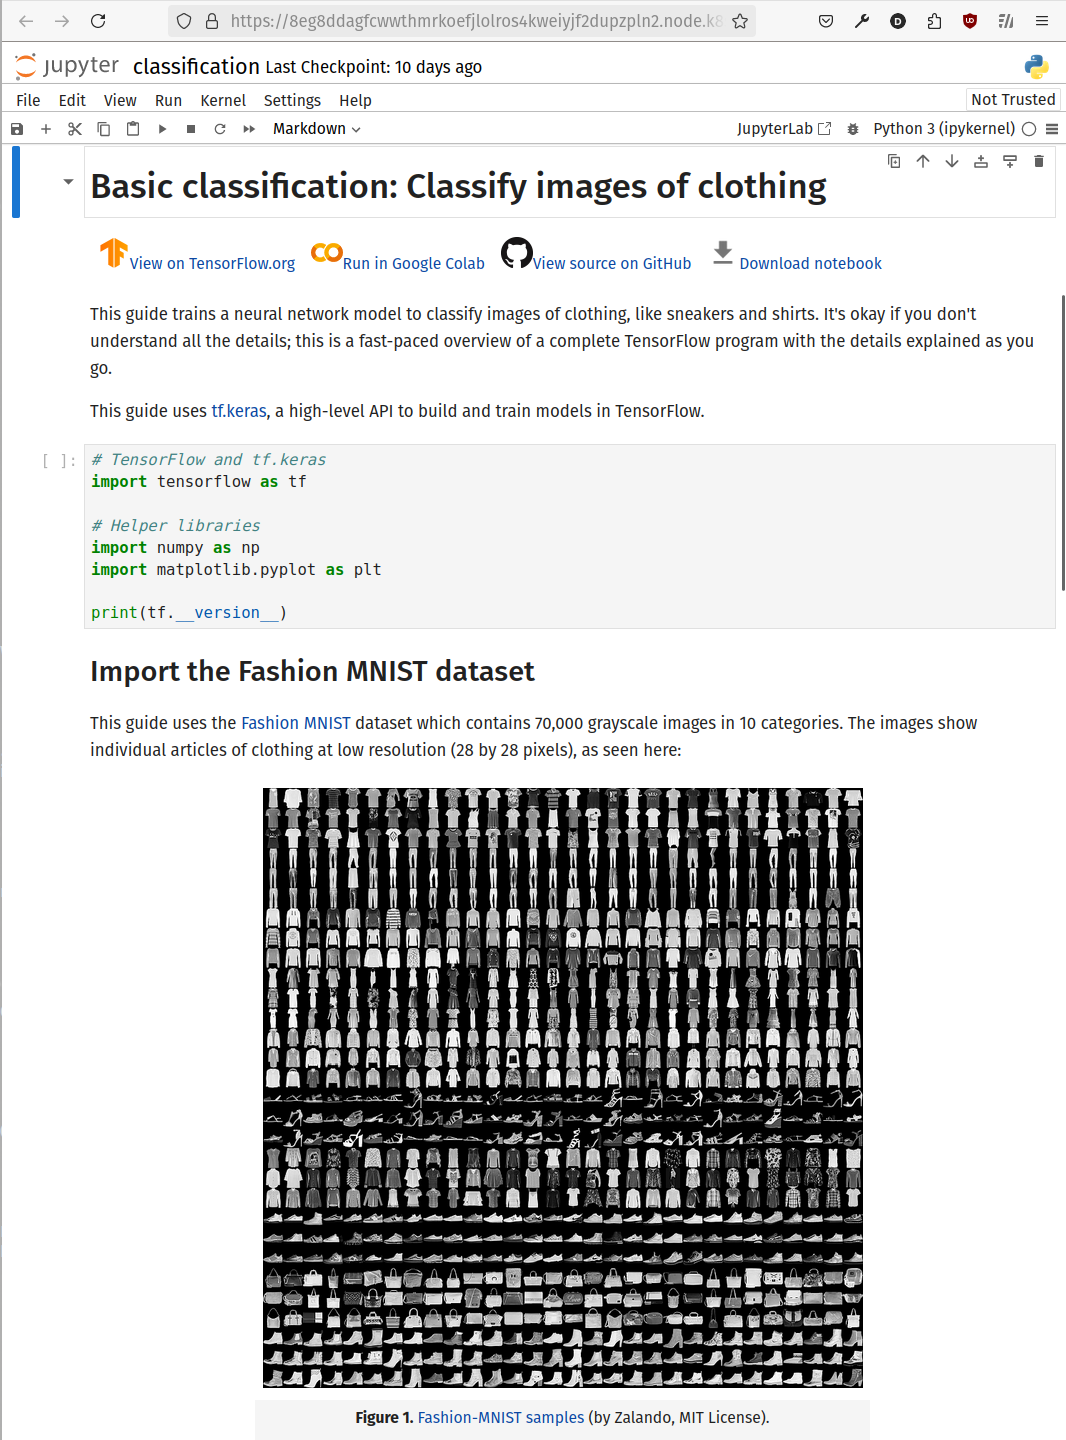 https://8eg8ddagfcwwthmrkoefjlolros4kweiyjf2dupzpln2.node.k8
jupyter classification Last Checkpoint: 10 days ago
File Edit View Run Kernel Settings Help Not Trusted
Markdown JupyterLab Python 3 (ipykernel)
Basic classification: Classify images of clothing
View on TensorFlow.org Run in Google Colab View source on GitHub Download notebook
This guide trains a neural network model to classify images of clothing, like sneakers and shirts. It's okay if you don't
understand all the details; this is a fast-paced overview of a complete TensorFlow program with the details explained as you
go.
This guide uses tf.keras, a high-level API to build and train models in TensorFlow.
[ ]:
# TensorFlow and tf.keras
import tensorflow as tf
# Helper libraries
import numpy as np
import matplotlib.pyplot as plt
print(tf.__version__)
Import the Fashion MNIST dataset
This guide uses the Fashion MNIST dataset which contains 70,000 grayscale images in 10 categories. The images show
individual articles of clothing at low resolution (28 by 28 pixels), as seen here:
Figure 1. Fashion-MNIST samples (by Zalando, MIT License).